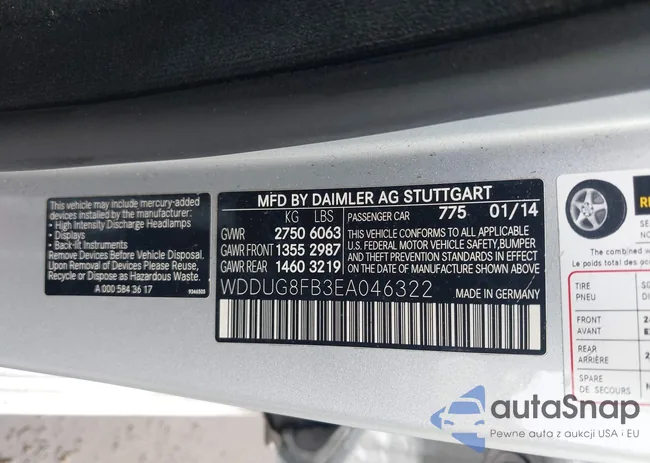 This vehicle may include mercury-added
devices installed by the manufacturer:
- High Intensity Discharge Headlamps
- Displays
- Back-lit Instruments
Remove Devices Before Vehicle Disposal.
Upon Removal of Devices Please Reuse,
Recycle or Dispose as Hazardous Waste.
A 000 584 36 17
MFD BY DAIMLER AG STUTTGART
KG LBS PASSENGER CAR 775 01/14
GVWR 2750 6063
GAWR FRONT 1355 2987
GAWR REAR 1460 3219
THIS VEHICLE CONFORMS TO ALL APPLICABLE
U.S. FEDERAL MOTOR VEHICLE SAFETY, BUMPER
AND THEFT PREVENTION STANDARDS IN EFFECT
ON THE DATE OF MANUFACTURE SHOWN ABOVE.
WDDUG8FB3EA046322 MADE IN GERMANY
Le poids total des
TIRE
PNEU
FRONT
AVANT
REAR
ARRIÈRE
SPARE
DE SECOURS
autaSnap
Pewne auta z aukcji USA i EU